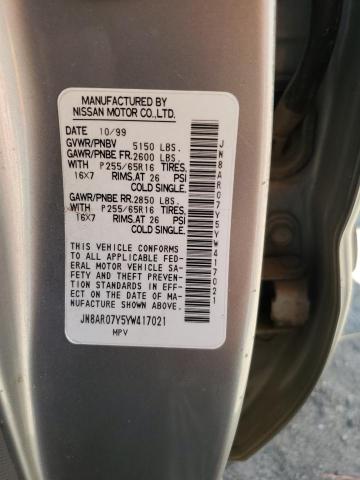 MANUFACTURED BY
NISSAN MOTOR CO.,LTD.
DATE 10/99
GVWR/PNBV 5150 LBS.
GAWR/PNBE FR.2600 LBS.
WITH P255/65R16 TIRES,
16X7 RIMS,AT 26 PSI
COLD SINGLE,
GAWR/PNBE RR.2850 LBS.
WITH P255/65R16 TIRES,
16X7 RIMS,AT 26 PSI
COLD SINGLE,
THIS VEHICLE CONFORMS
TO ALL APPLICABLE FED-
ERAL MOTOR VEHICLE SA-
FETY & THEFT PREVENTION
STANDARDS IN EFF-
ECT ON THE DATE OF MA-
NUFACTURE SHOWN ABOVE.
JN8AR07Y5YW417021
MPV
JN8AR07Y5YW417021